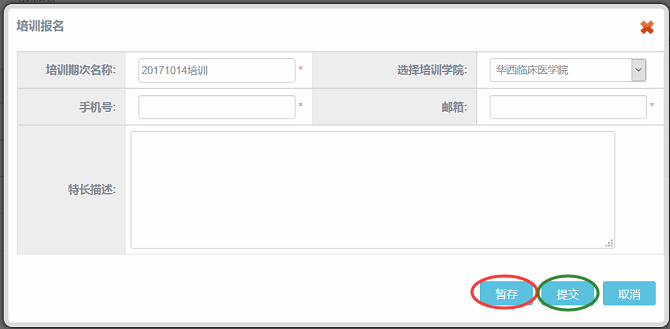 培训报名
培训期次名称: 20171014培训 * 选择培训学院: 华西临床医学院
手机号: * 邮箱: *
特长描述:
暂存 提交 取消